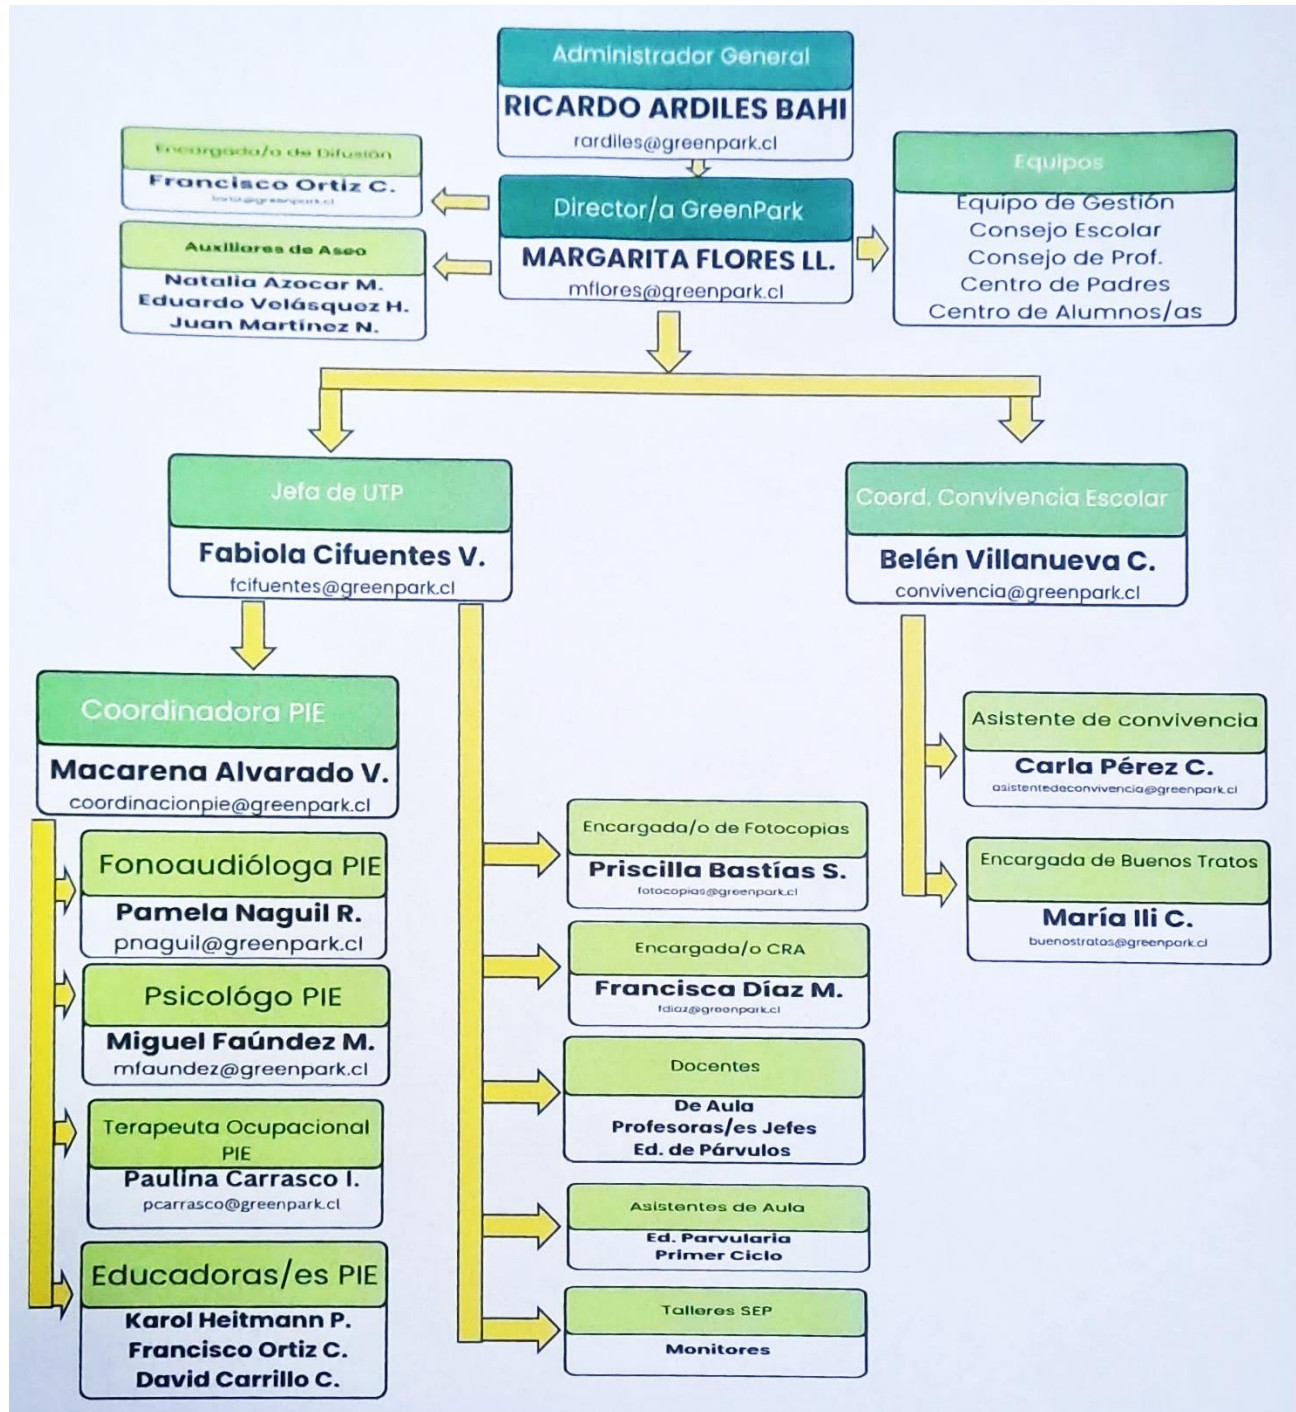 Administrador General
RICARDO ARDILES BAHI
rardiles@greenpark.cl
Encargada/o de Difusión
Francisco Ortiz C.
Auxiliares de Aseo
Natalia Azocar M.
Eduardo Velásquez H.
Juan Martínez N.
Director/a GreenPark
MARGARITA FLORES LL.
mflores@greenpark.cl
Equipos
Equipo de Gestión
Consejo Escolar
Consejo de Prof.
Centro de Padres
Centro de Alumnos/as
Jefa de UTP
Fabiola Cifuentes V.
fcifuentes@greenpark.cl
Coord. Convivencia Escolar
Belén Villanueva C.
convivencia@greenpark.cl
Coordinadora PIE
Macarena Alvarado V.
coordinacionpie@greenpark.cl
Fonoaudióloga PIE
Pamela Naguil R.
pnaguil@greenpark.cl
Psicológo PIE
Miguel Faúndez M.
mfaundez@greenpark.cl
Terapeuta Ocupacional
PIE
Paulina Carrasco I.
pcarrasco@greenpark.cl
Educadoras/es PIE
Karol Heitmann P.
Francisco Ortiz C.
David Carrillo C.
Encargada/o de Fotocopias
Priscilla Bastías S.
fotocopias@greenpark.cl
Encargada/o CRA
Francisca Díaz M.
fdiaz@greenpark.cl
Docentes
De Aula
Profesoras/es Jefes
Ed. de Párvulos
Asistentes de Aula
Ed. Parvularia
Primer Ciclo
Talleres SEP
Monitores
Asistente de convivencia
Carla Pérez C.
asistentedeconvivencia@greenpark.cl
Encargada de Buenos Tratos
María Ili C.
buenostratos@greenpark.cl